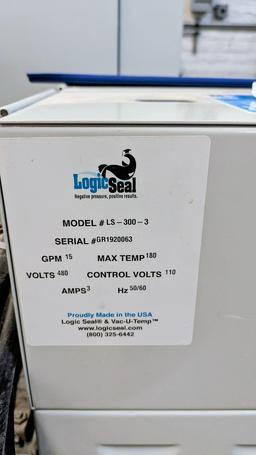 LogicSeal
Negative pressure, positive results.
MODEL # LS-300-3
SERIAL #GR1920063
GPM 15 MAX TEMP 180
VOLTS 480 CONTROL VOLTS 110
AMPS 3 Hz 50/60
Proudly Made in the USA
Logic Seal® & Vac-U-Temp™
www.logicseal.com
(800) 325-6442